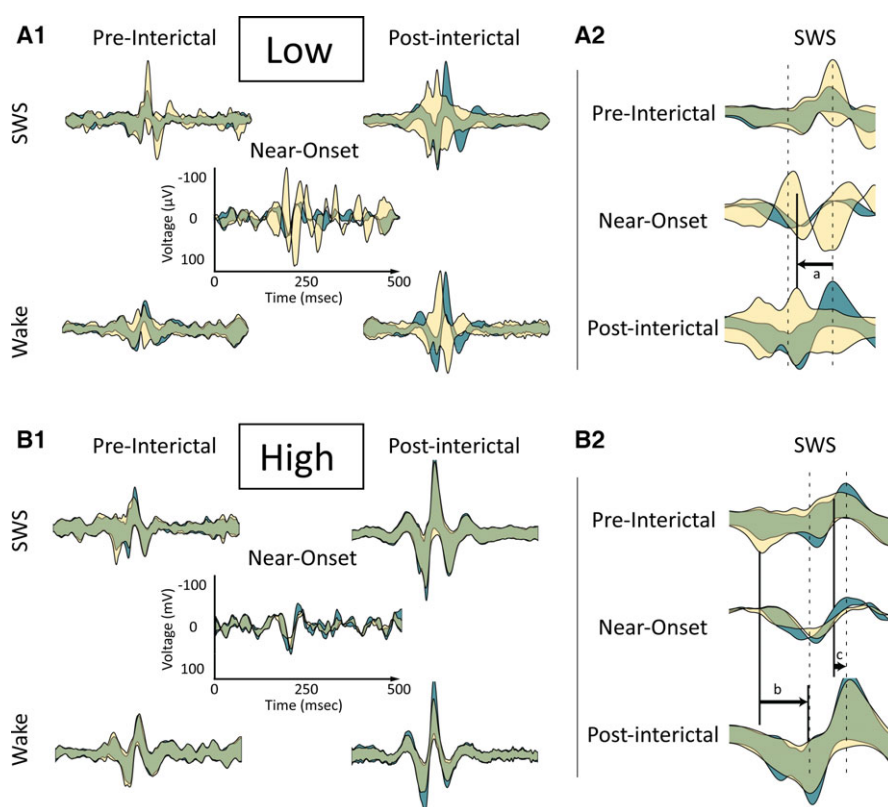 A1
Pre-Interictal
Low
Post-interictal
SWS
Near-Onset
-100
0
100
Voltage (µV)
0
250
500
Time (msec)
Wake
A2
SWS
Pre-Interictal
Near-Onset
a
Post-interictal
B1
Pre-Interictal
High
Post-interictal
SWS
Near-Onset
-100
0
100
Voltage (mV)
0
250
500
Time (msec)
Wake
B2
SWS
Pre-Interictal
Near-Onset
c
b
Post-interictal